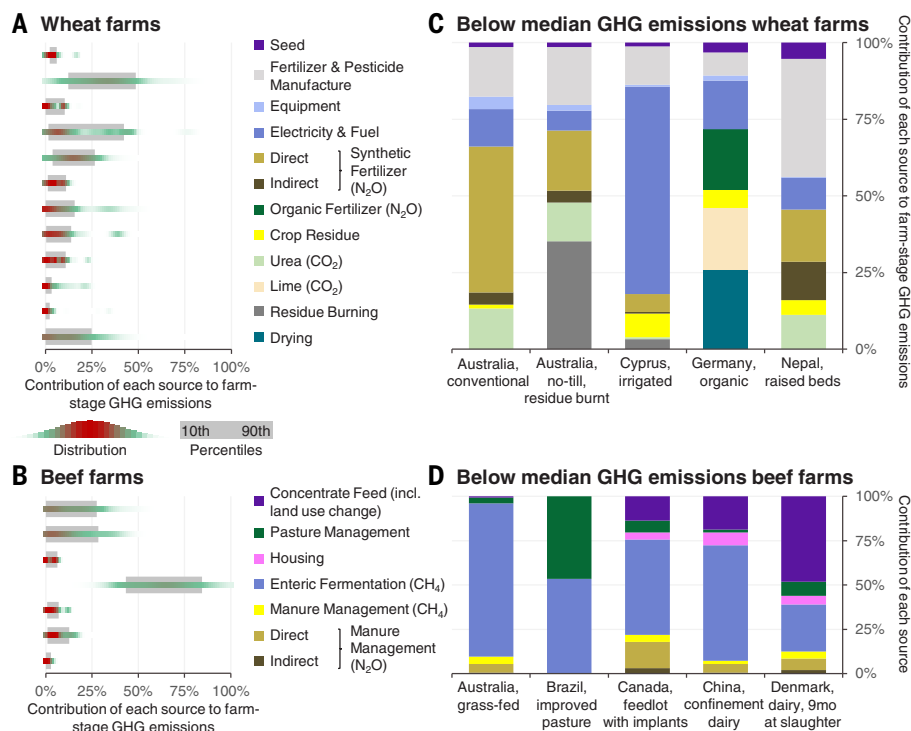 A Wheat farms
Seed
Fertilizer & Pesticide
Manufacture
Equipment
Electricity & Fuel
Direct
Indirect
Synthetic
Fertilizer
(N₂O)
Organic Fertilizer (N₂O)
Crop Residue
Urea (CO₂)
Lime (CO₂)
Residue Burning
Drying
0% 25% 50% 75% 100%
Contribution of each source to farm-
stage GHG emissions
10th 90th
Distribution Percentiles
C Below median GHG emissions wheat farms
100%
75%
50%
25%
0%
Contribution of each source to farm-stage GHG emissions
Australia,
conventional
Australia,
no-till,
residue burnt
Cyprus,
irrigated
Germany,
organic
Nepal,
raised beds
B Beef farms
Concentrate Feed (incl.
land use change)
Pasture Management
Housing
Enteric Fermentation (CH₄)
Manure Management (CH₄)
Direct
Indirect
Manure
Management
(N₂O)
0% 25% 50% 75% 100%
Contribution of each source to farm-
stage GHG emissions
D Below median GHG emissions beef farms
100%
75%
50%
25%
0%
Contribution of each source
Australia,
grass-fed
Brazil,
improved
pasture
Canada,
feedlot
with implants
China,
confinement
dairy
Denmark,
dairy, 9mo
at slaughter